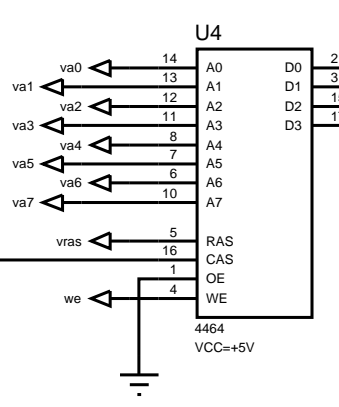 U4
va0 14 A0 D0 2
va1 13 A1 D1 3
va2 12 A2 D2
va3 11 A3 D3
va4 8 A4
va5 7 A5
va6 6 A6
va7 10 A7
vras 5 RAS
16 CAS
1 OE
we 4 WE
4464
VCC=+5V